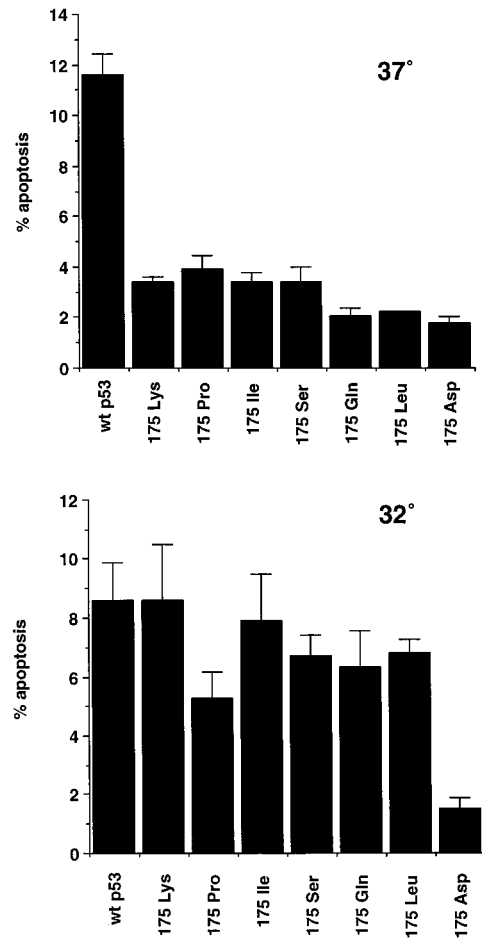 14
12
10
8
6
4
2
0
% apoptosis
37°
wt p53
175 Lys
175 Pro
175 Ile
175 Ser
175 Gln
175 Leu
175 Asp
12
10
8
6
4
2
0
% apoptosis
32°
wt p53
175 Lys
175 Pro
175 Ile
175 Ser
175 Gln
175 Leu
175 Asp